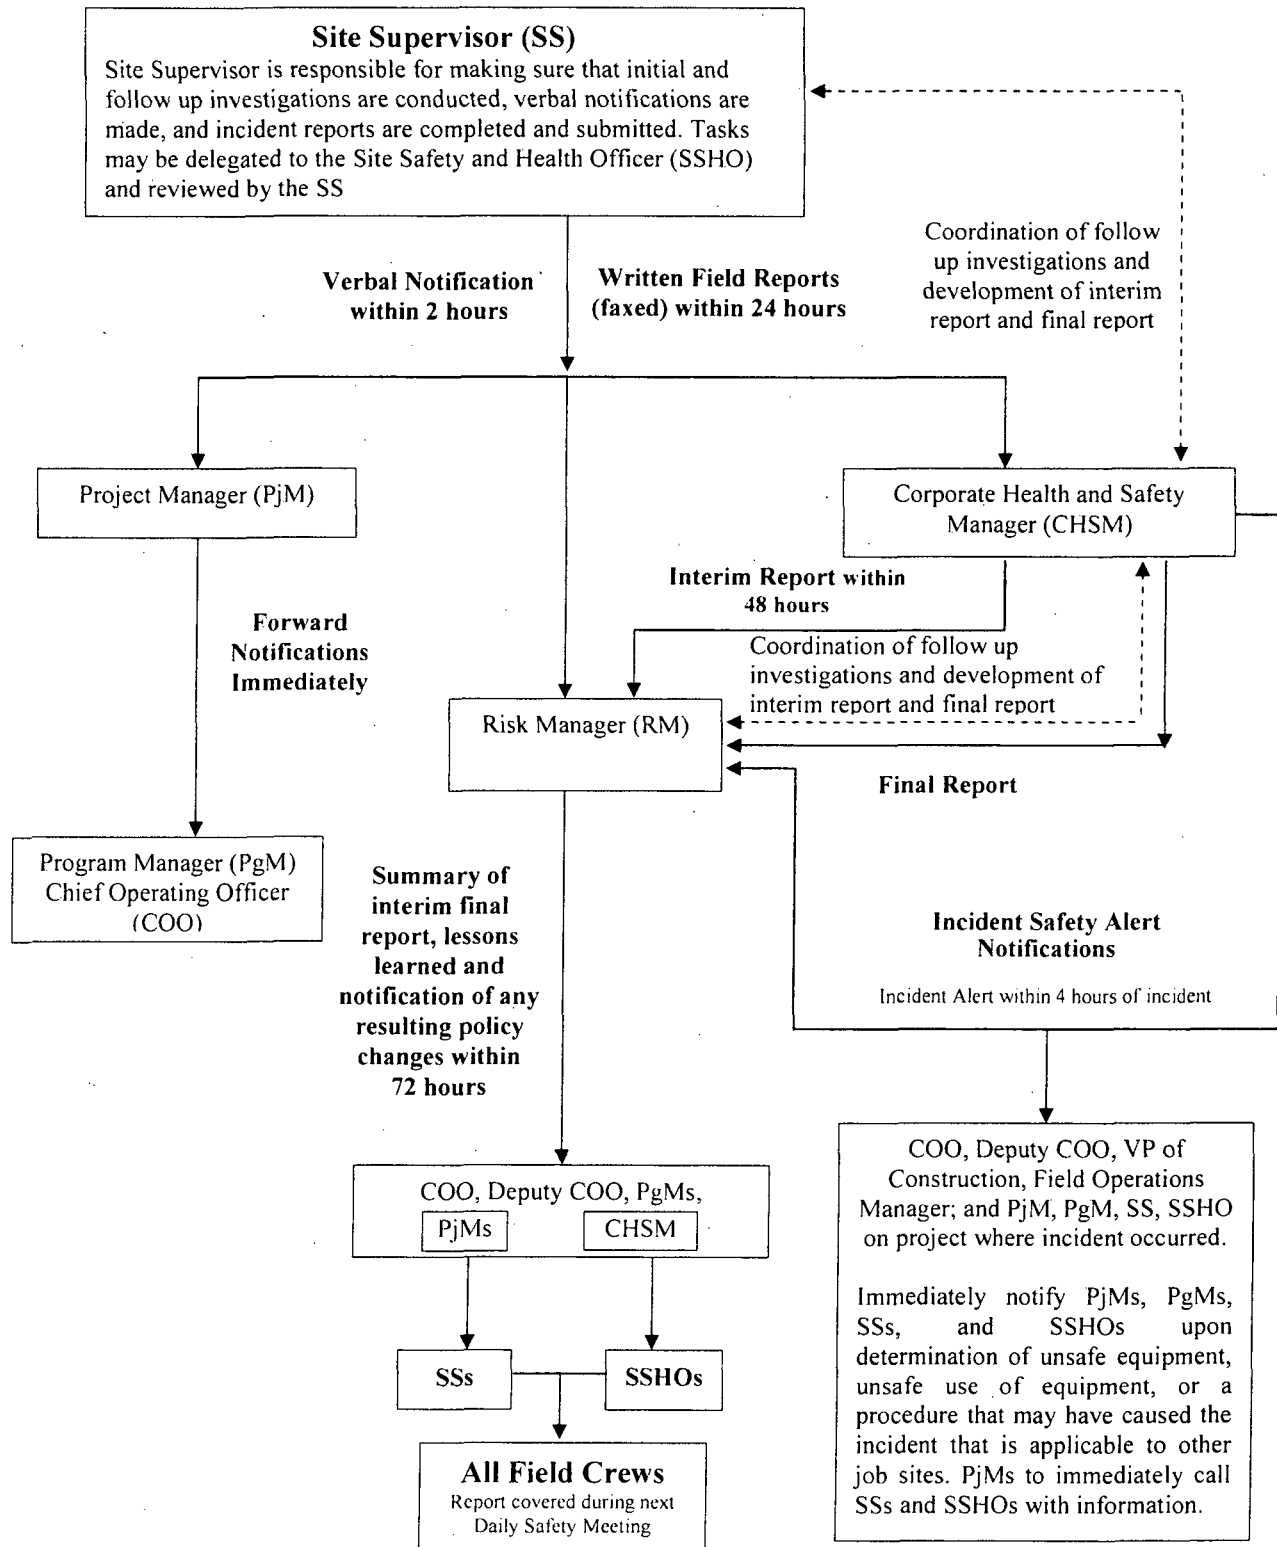 Site Supervisor (SS)
Site Supervisor is responsible for making sure that initial and
follow up investigations are conducted, verbal notifications are
made, and incident reports are completed and submitted. Tasks
may be delegated to the Site Safety and Health Officer (SSHO)
and reviewed by the SS
Coordination of follow
up investigations and
development of interim
report and final report
Verbal Notification
within 2 hours
Written Field Reports
(faxed) within 24 hours
Project Manager (PjM)
Corporate Health and Safety
Manager (CHSM)
Interim Report within
48 hours
Forward
Notifications
Immediately
Coordination of follow up
investigations and development of
interim report and final report
Risk Manager (RM)
Final Report
Program Manager (PgM)
Chief Operating Officer
(COO)
Summary of
interim final
report, lessons
learned and
notification of any
resulting policy
changes within
72 hours
Incident Safety Alert
Notifications
Incident Alert within 4 hours of incident
COO, Deputy COO, PgMs,
PjMs CHSM
COO, Deputy COO, VP of
Construction, Field Operations
Manager; and PjM, PgM, SS, SSHO
on project where incident occurred.
Immediately notify PjMs, PgMs,
SSs, and SSHOs upon
determination of unsafe equipment,
unsafe use of equipment, or a
procedure that may have caused the
incident that is applicable to other
job sites. PjMs to immediately call
SSs and SSHOs with information.
SSs SSHOs
All Field Crews
Report covered during next
Daily Safety Meeting